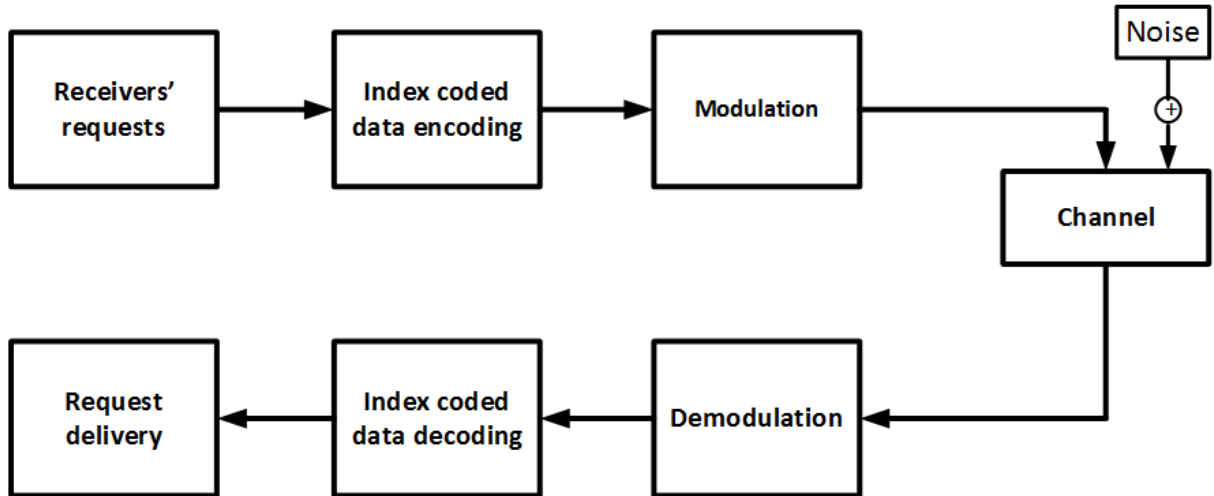 Noise
Receivers’
requests
Index coded
data encoding
Modulation
+
Channel
Request
delivery
Index coded
data decoding
Demodulation